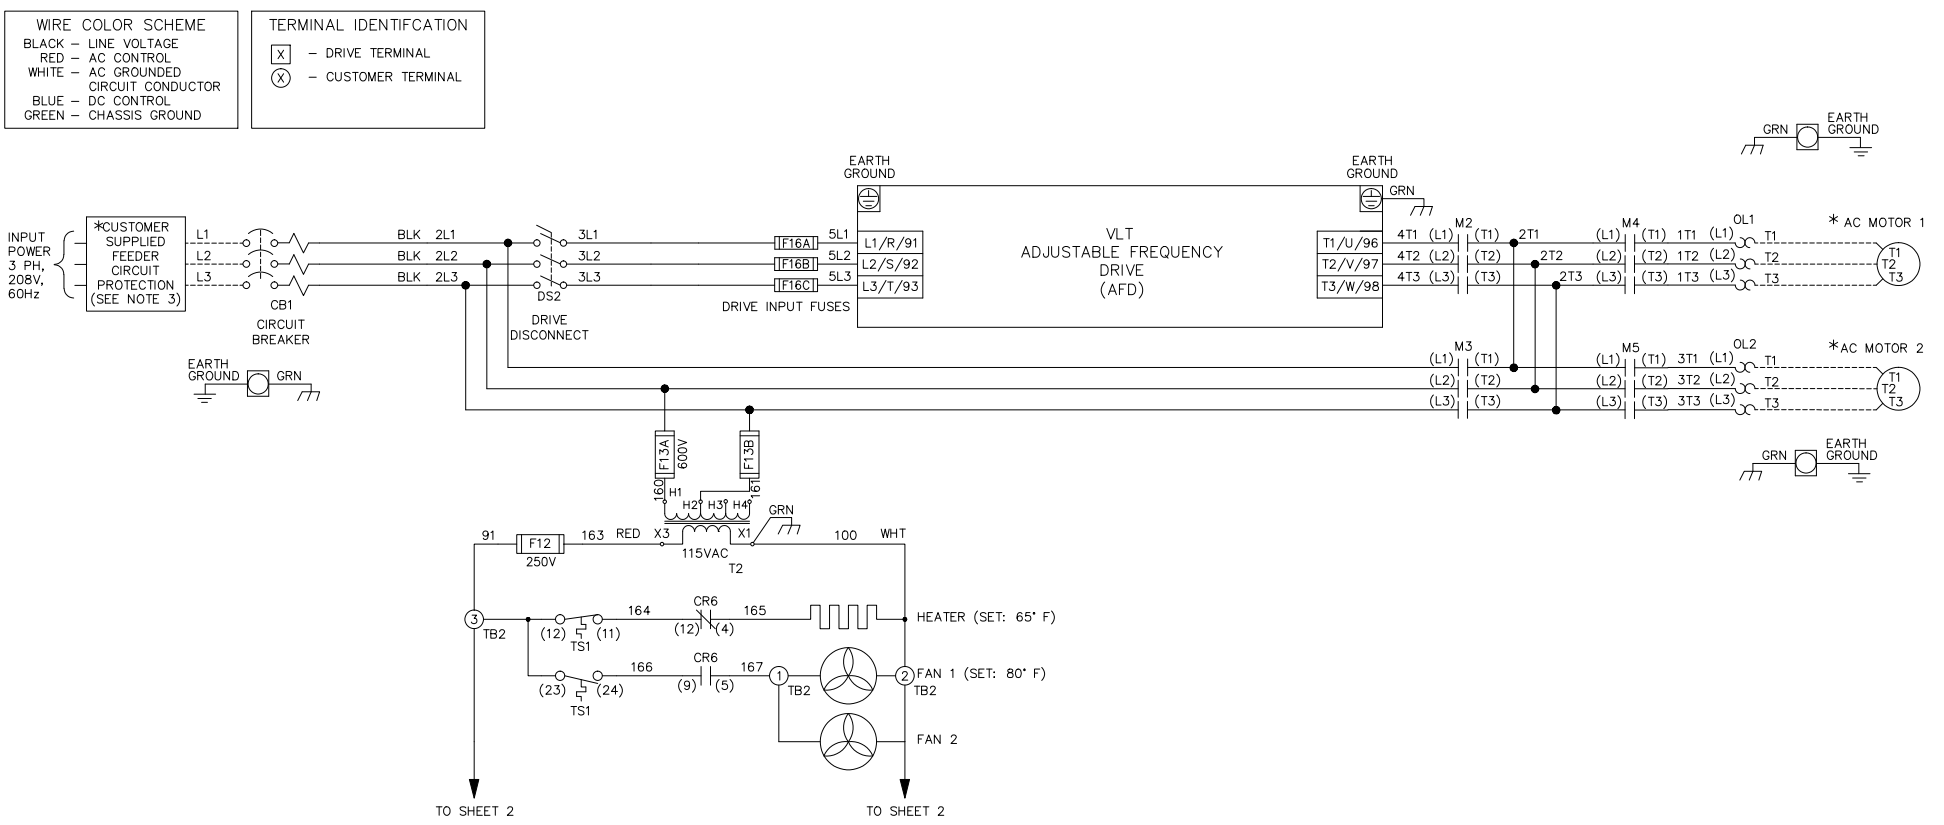 WIRE COLOR SCHEME
BLACK – LINE VOLTAGE
RED – AC CONTROL
WHITE – AC GROUNDED
CIRCUIT CONDUCTOR
BLUE – DC CONTROL
GREEN – CHASSIS GROUND
TERMINAL IDENTIFCATION
X – DRIVE TERMINAL
X – CUSTOMER TERMINAL
INPUT
POWER
3 PH,
208V,
60Hz
*CUSTOMER
SUPPLIED
FEEDER
CIRCUIT
PROTECTION
(SEE NOTE 3)
L1
L2
L3
CB1
CIRCUIT
BREAKER
BLK 2L1
BLK 2L2
BLK 2L3
EARTH
GROUND
GRN
3L1
3L2
3L3
DS2
DRIVE
DISCONNECT
F16A
F16B
F16C
5L1
5L2
5L3
DRIVE INPUT FUSES
EARTH
GROUND
L1/R/91
L2/S/92
L3/T/93
VLT
ADJUSTABLE FREQUENCY
DRIVE
(AFD)
EARTH
GROUND
GRN
T1/U/96
T2/V/97
T3/W/98
4T1 (L1) M2 (T1) 2T1
4T2 (L2) (T2) 2T2
4T3 (L3) (T3) 2T3
(L1) M4 (T1) 1T1 (L1) OL1 T1
(L2) (T2) 1T2 (L2) T2
(L3) (T3) 1T3 (L3) T3
* AC MOTOR 1
T1
T2
T3
GRN
EARTH
GROUND
M3
(L1) (T1)
(L2) (T2)
(L3) (T3)
M5
(L1) (T1) 3T1 (L1) OL2 T1
(L2) (T2) 3T2 (L2) T2
(L3) (T3) 3T3 (L3) T3
*AC MOTOR 2
T1
T2
T3
GRN
EARTH
GROUND
F13A
600V
F13B
160
161
H1
H2 H3 H4
GRN
91 F12 163 RED X3
250V
115VAC
X1 100 WHT
T2
3
TB2
(12) (11)
TS1
164
CR6
(12) (4)
165
HEATER (SET: 65° F)
(23) (24)
TS1
166
CR6
(9) (5)
167
1
TB2
2
TB2
FAN 1 (SET: 80° F)
FAN 2
TO SHEET 2
TO SHEET 2